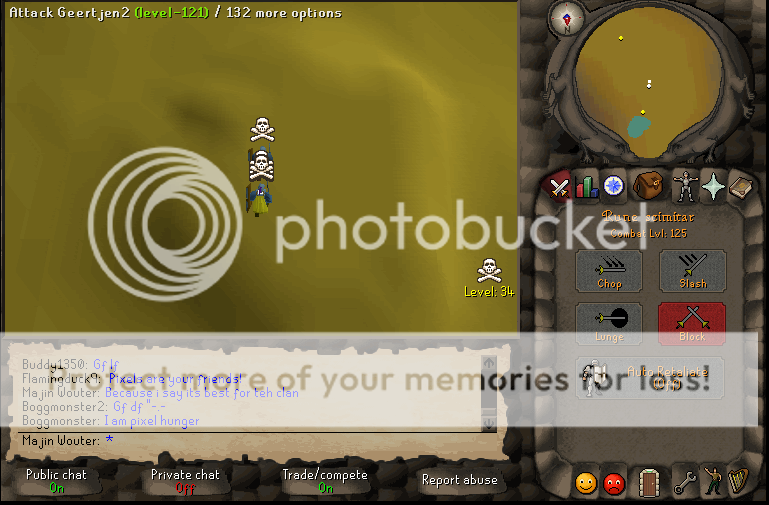 Attack Geertjen2 (level-121) / 132 more options
N
photobucket
Rune scimitar
Combat Lvl: 125
Chop
Slash
Level: 34
Lunge
Block
Buddy1350: Gf lf
Pixels are your friends!
Protect more of your memories for less!
Auto Retaliate
(Off)
Majin Wouter: Because i say its best for teh clan
Boggmonster2: Gf df "-.-
Boggmonster: I am pixel hunger
Majin Wouter: *
Public chat
On
Private chat
Off
Trade/compete
On
Report abuse